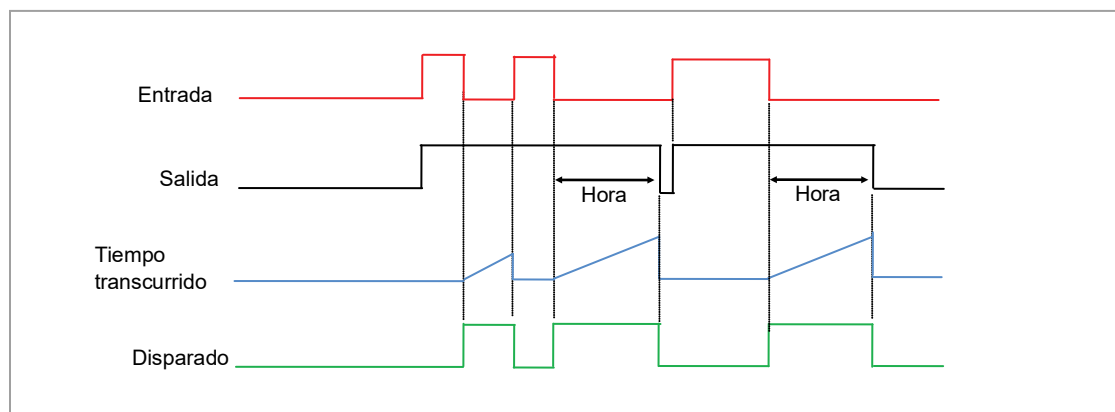 Entrada
Salida
Hora
Hora
Tiempo
transcurrido
Disparado